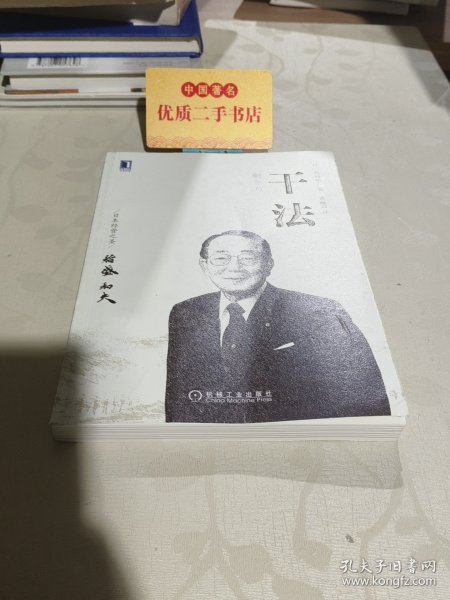 中国著名
优质二手书店
干法
日本经营之圣
稻盛和夫
机械工业出版社
China Machine Press
孔夫子旧书网
www.kongfz.com